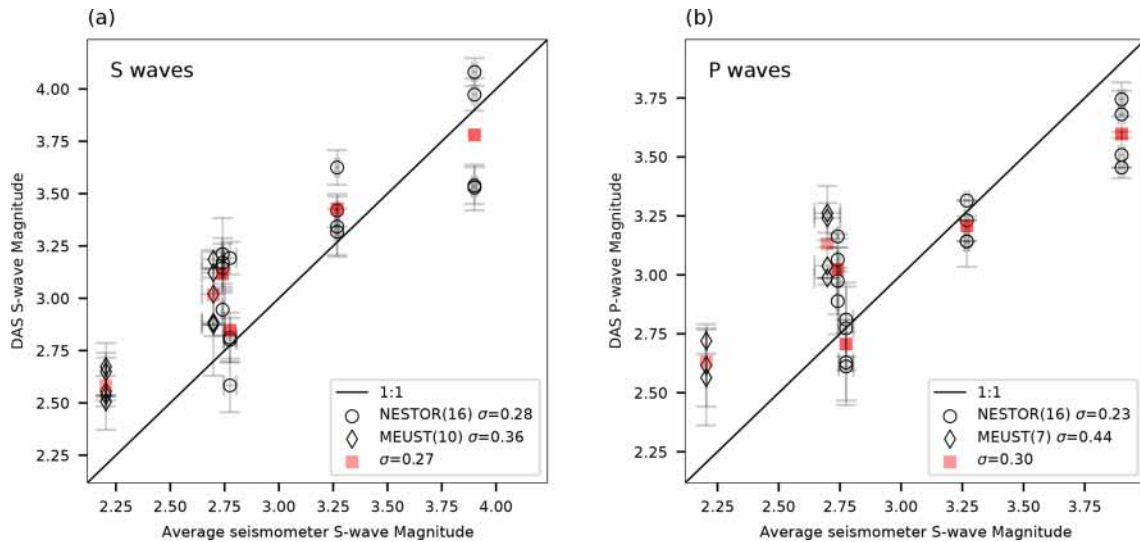 (a)
S waves
4.00
3.75
3.50
3.25
3.00
2.75
2.50
2.25
DAS S-wave Magnitude
2.25 2.50 2.75 3.00 3.25 3.50 3.75 4.00
Average seismometer S-wave Magnitude
1:1
NESTOR(16) σ=0.28
MEUST(10) σ=0.36
σ=0.27
(b)
P waves
3.75
3.50
3.25
3.00
2.75
2.50
2.25
DAS P-wave Magnitude
2.25 2.50 2.75 3.00 3.25 3.50 3.75
Average seismometer S-wave Magnitude
1:1
NESTOR(16) σ=0.23
MEUST(7) σ=0.44
σ=0.30